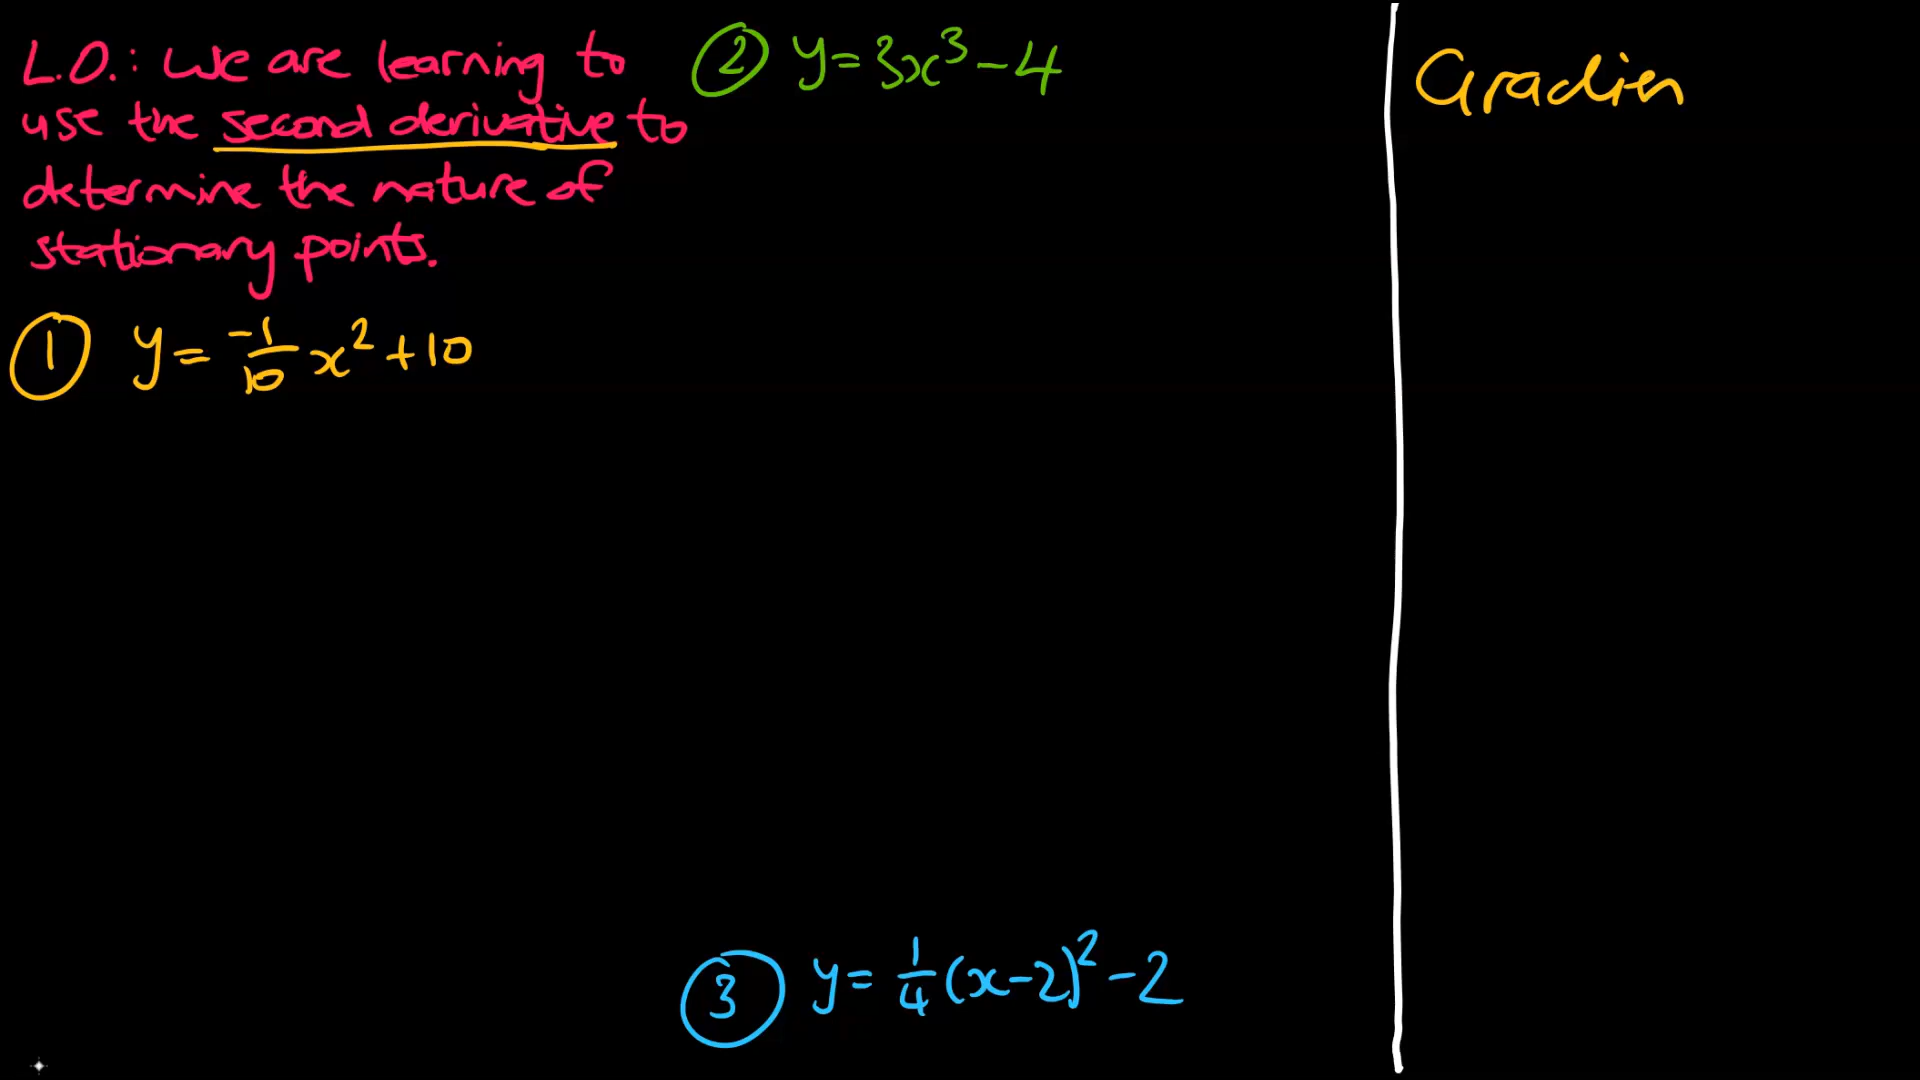 L.O.: We are learning to
use the second derivative to
determine the nature of
stationary points.
① y = -1/10 x² + 10
② y = 3x³ - 4
③ y = 1/4 (x-2)² - 2
Gradien